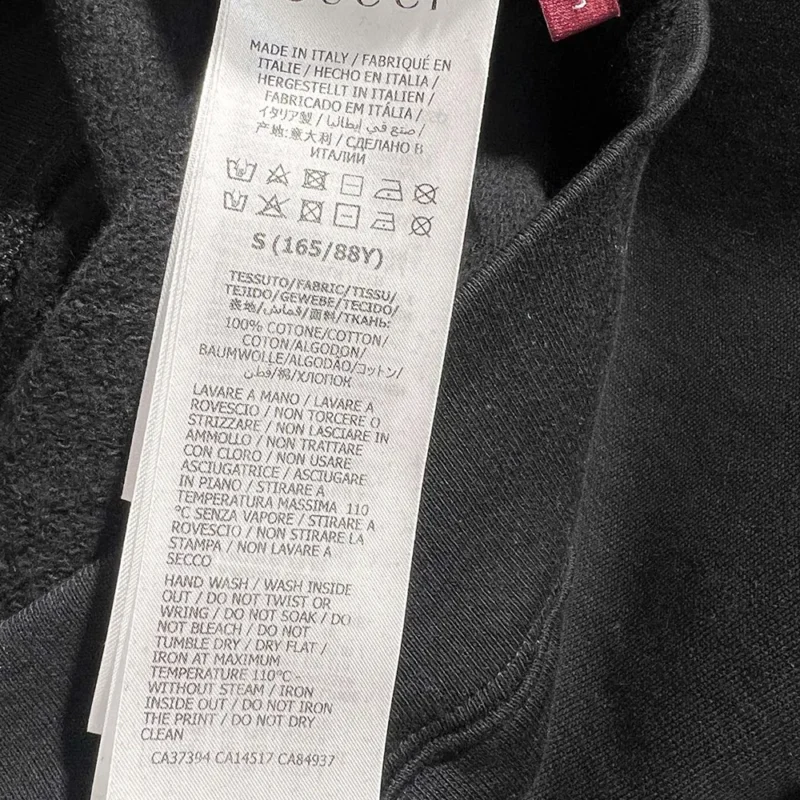 GUCCI
MADE IN ITALY / FABRIQUÉ EN
ITALIE / HECHO EN ITALIA /
HERGESTELLT IN ITALIEN /
FABRICADO EM ITÁLIA /
イタリア製 / صنع في إيطاليا /
产地:意大利 / СДЕЛАНО В
ИТАЛИИ
S (165/88Y)
TESSUTO/FABRIC/TISSU/
TEJIDO/GEWEBE/TECIDO/
表地/قماش/面料/ТКАНЬ:
100% COTONE/COTTON/
COTON/ALGODON/
BAUMWOLLE/ALGODÃO/コットン/
قطن/棉/ХЛОПОК
LAVARE A MANO / LAVARE A
ROVESCIO / NON TORCERE O
STRIZZARE / NON LASCIARE IN
AMMOLLO / NON TRATTARE
CON CLORO / NON USARE
ASCIUGATRICE / ASCIUGARE
IN PIANO / STIRARE A
TEMPERATURA MASSIMA 110
°C SENZA VAPORE / STIRARE A
ROVESCIO / NON STIRARE LA
STAMPA / NON LAVARE A
SECCO
HAND WASH / WASH INSIDE
OUT / DO NOT TWIST OR
WRING / DO NOT SOAK / DO
NOT BLEACH / DO NOT
TUMBLE DRY / DRY FLAT /
IRON AT MAXIMUM
TEMPERATURE 110°C -
WITHOUT STEAM / IRON
INSIDE OUT / DO NOT IRON
THE PRINT / DO NOT DRY
CLEAN
CA37394 CA14517 CA84937